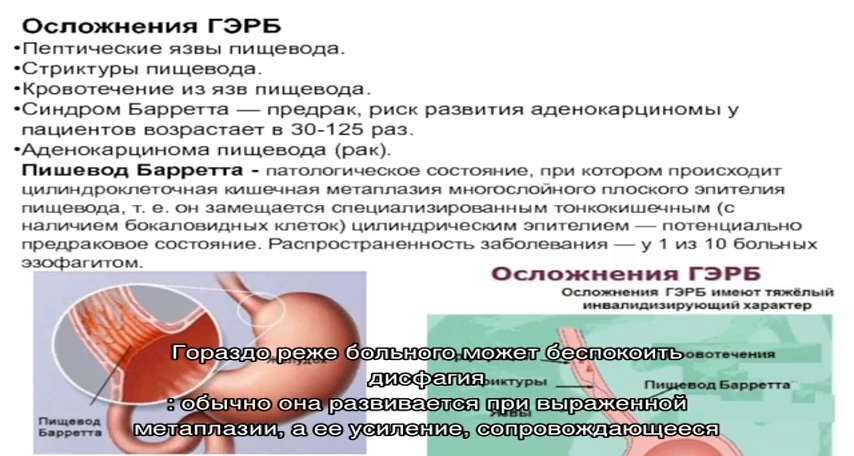 Осложнения ГЭРБ
•Пептические язвы пищевода.
•Стриктуры пищевода.
•Кровотечение из язв пищевода.
•Синдром Барретта — предрак, риск развития аденокарциномы у
пациентов возрастает в 30-125 раз.
•Аденокарцинома пищевода (рак).
Пишевод Барретта - патологическое состояние, при котором происходит
цилиндроклеточная кишечная метаплазия многослойного плоского эпителия
пищевода, т. е. он замещается специализированным тонкокишечным (с
наличием бокаловидных клеток) цилиндрическим эпителием — потенциально
предраковое состояние. Распространенность заболевания — у 1 из 10 больных
эзофагитом.
Осложнения ГЭРБ
Осложнения ГЭРБ имеют тяжёлый
инвалидизирующий характер
Пищевод Барретта
Пищевод
Барретта
Гораздо реже больного может беспокоить
дисфагия
: обычно она развивается при выраженной
метаплазии, а ее усиление, сопровождающееся